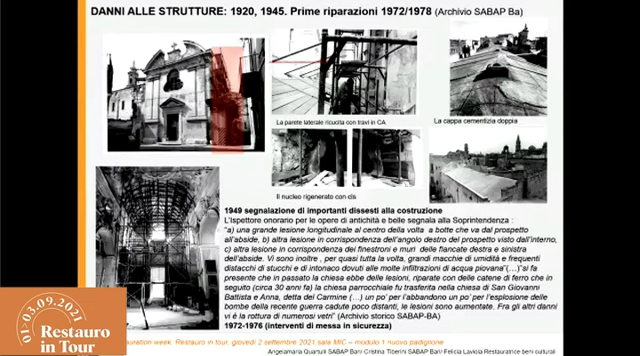 DANNI ALLE STRUTTURE: 1920, 1945. Prime riparazioni 1972/1978 (Archivio SABAP Ba)
La parete laterale ricucita con travi in CA
La cappa cementizia doppia
Il nucleo rigenerato con cls
1949 segnalazione di importanti dissesti alla costruzione
L'Ispettore onorario per le opere di antichità e belle segnala alla Soprintendenza :
"a) una grande lesione longitudinale al centro della volta a botte che va dal prospetto
all'abside, b) altra lesione in corrispondenza dell'angolo destro del prospetto visto dall'interno,
c) altra lesione in corrispondenza dei finestroni e muri delle fiancate destra e sinistra
dell'abside. Vi sono inoltre , per quasi tutta la volta, grandi macchie di umidità e frequenti
distacchi di stucchi e di intonaco dovuti alle molte infiltrazioni di acqua piovana"(...)"si fa
presente che in passato la chiesa ebbe delle lesioni, riparate con delle catene di ferro che in
seguito (circa 30 anni fa) la chiesa parrocchiale fu trasferita nella chiesa di San Giovanni
Battista e Anna, detta del Carmine (...) un po' per l'abbandono un po' per l'esplosione delle
bombe della recente guerra cadute poco distanti, le lesioni sono aumentate. Fra gli altri danni
vi è la rottura di numerosi vetri" (Archivio storico SABAP-BA)
1972-1976 (interventi di messa in sicurezza)
01>03.09.2021
Restauro
in Tour
uration week. Restauro in tour, giovedì 2 settembre 2021 sala MIC – modulo 1 nuovo padiglione
Angelamaria Quartulli SABAP Bari/ Cristina Tiberini SABAP Bari/ Felicia Laviola Restauratrice beni culturali